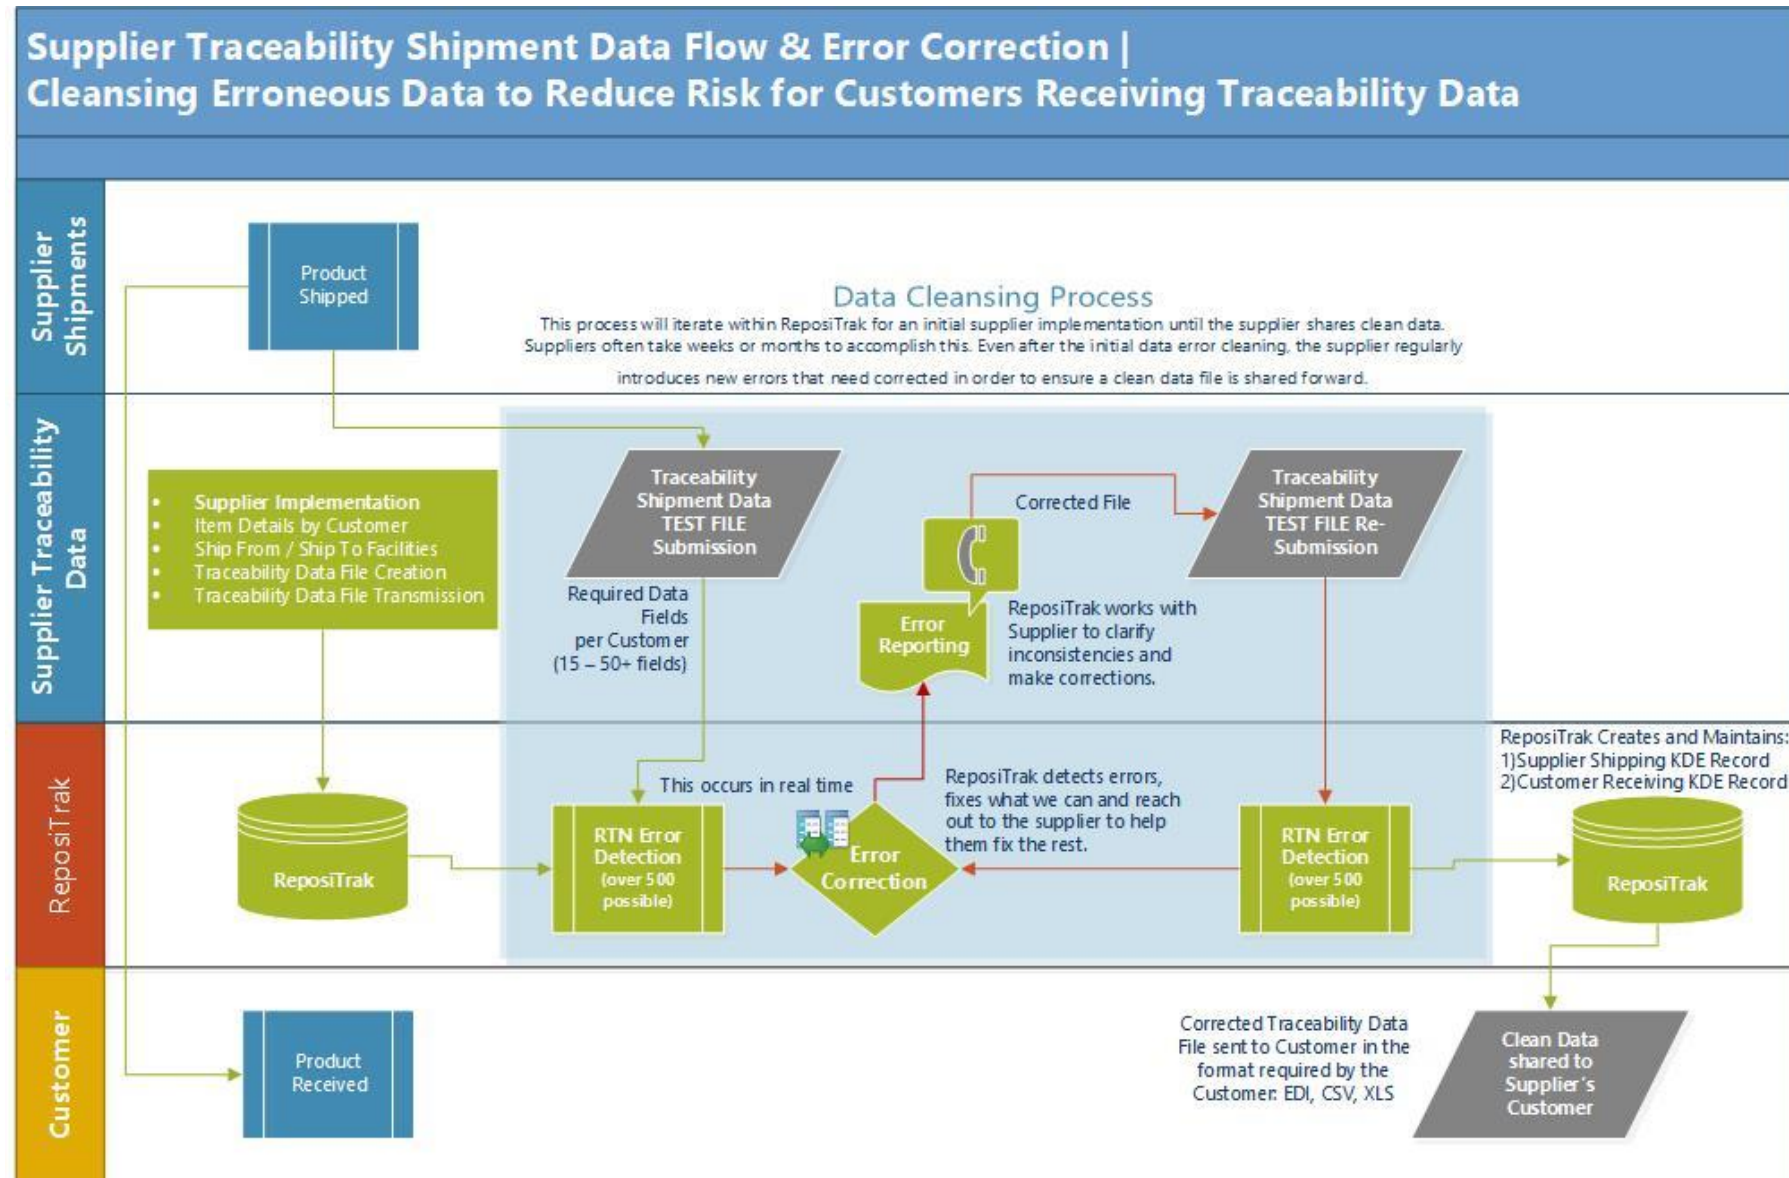 Supplier Traceability Shipment Data Flow & Error Correction |
Cleansing Erroneous Data to Reduce Risk for Customers Receiving Traceability Data
Supplier
Shipments
Product
Shipped
Data Cleansing Process
This process will iterate within ReposiTrak for an initial supplier implementation until the supplier shares clean data.
Suppliers often take weeks or months to accomplish this. Even after the initial data error cleaning, the supplier regularly
introduces new errors that need corrected in order to ensure a clean data file is shared forward.
Supplier Traceability
Data
• Supplier Implementation
• Item Details by Customer
• Ship From / Ship To Facilities
• Traceability Data File Creation
• Traceability Data File Transmission
Traceability
Shipment Data
TEST FILE
Submission
Required Data
Fields
per Customer
(15 – 50+ fields)
Error
Reporting
Corrected File
ReposiTrak works with
Supplier to clarify
inconsistencies and
make corrections.
Traceability
Shipment Data
TEST FILE Re-
Submission
ReposiTrak
ReposiTrak
RTN Error
Detection
(over 500
possible)
This occurs in real time
Error
Correction
ReposiTrak detects errors,
fixes what we can and reach
out to the supplier to help
them fix the rest.
RTN Error
Detection
(over 500
possible)
ReposiTrak Creates and Maintains:
1)Supplier Shipping KDE Record
2)Customer Receiving KDE Record
ReposiTrak
Customer
Product
Received
Corrected Traceability Data
File sent to Customer in the
format required by the
Customer: EDI, CSV, XLS
Clean Data
shared to
Supplier's
Customer